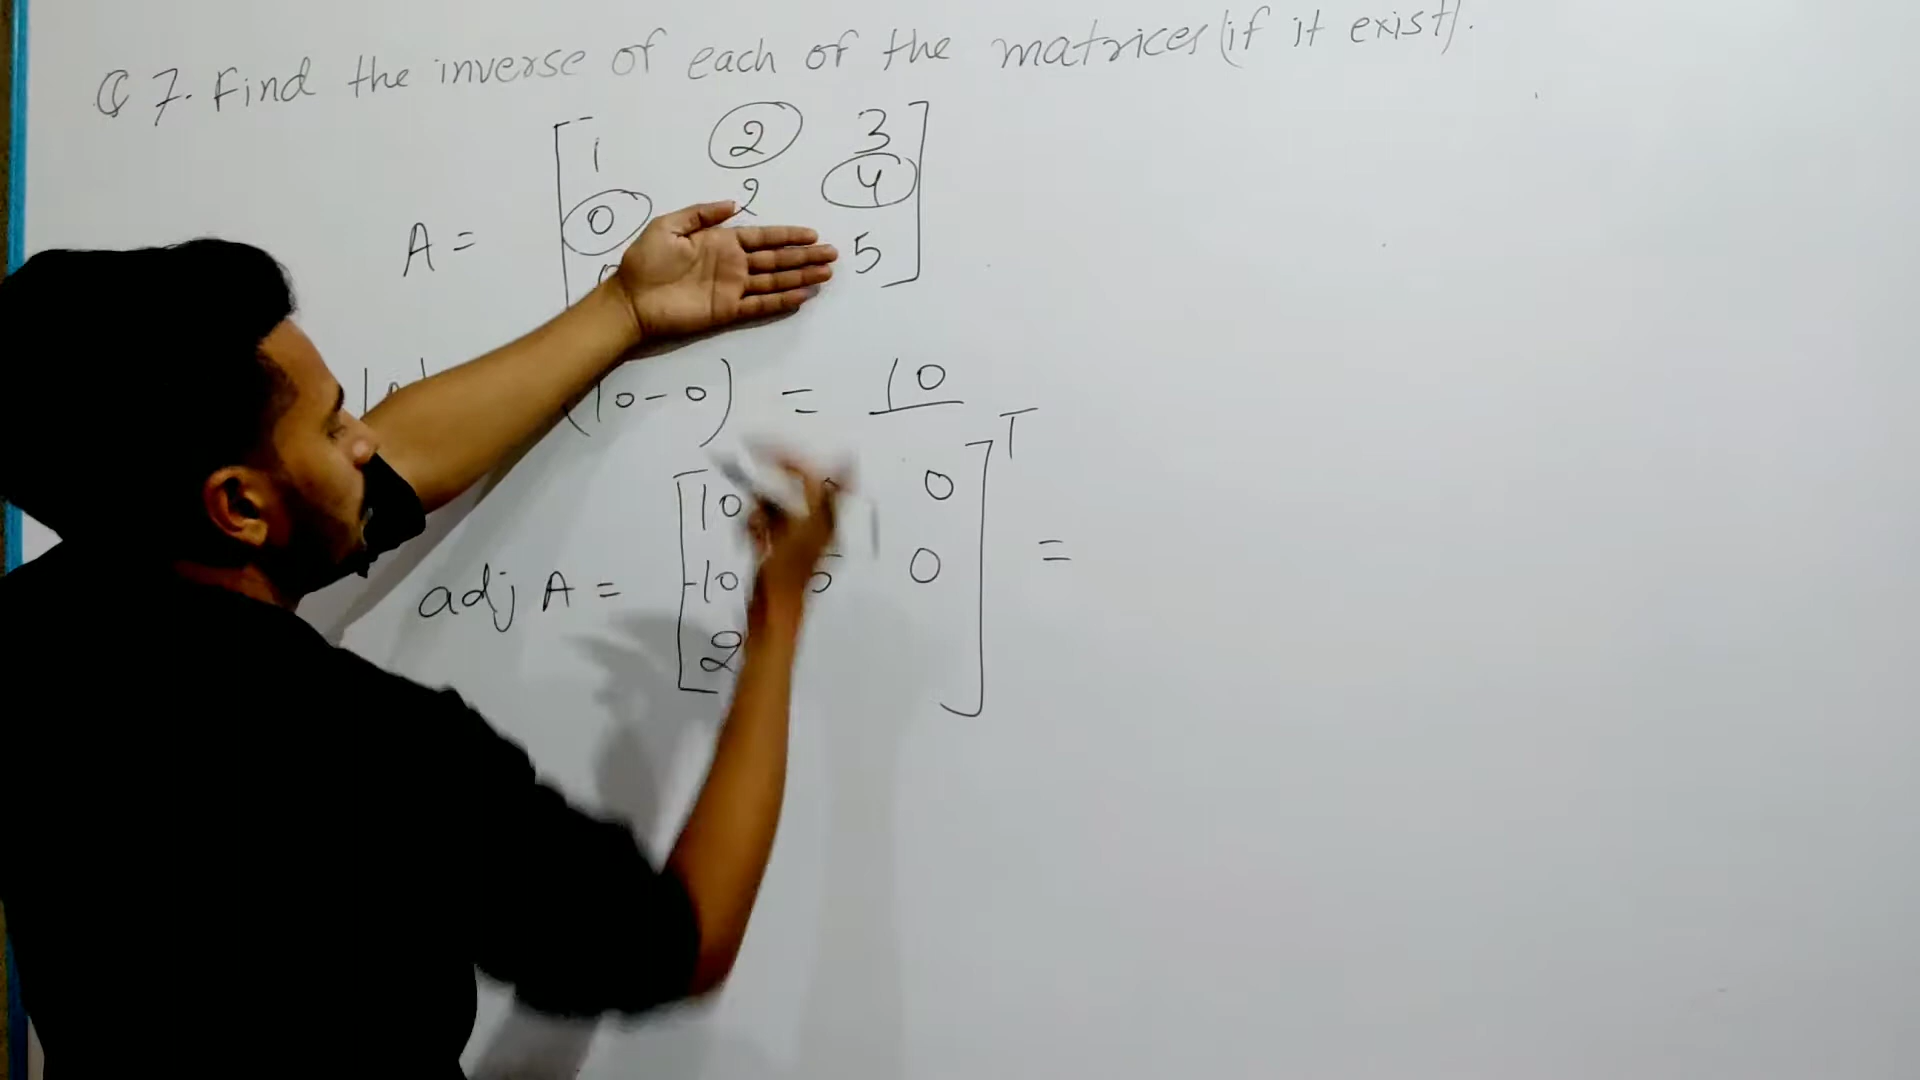 Q 7. Find the inverse of each of the matrices (if it exist).
1 2 3
A = 0 2 4
0 5
(10-0) = 10
10 0 T
adj A = -10 5 0 =
2